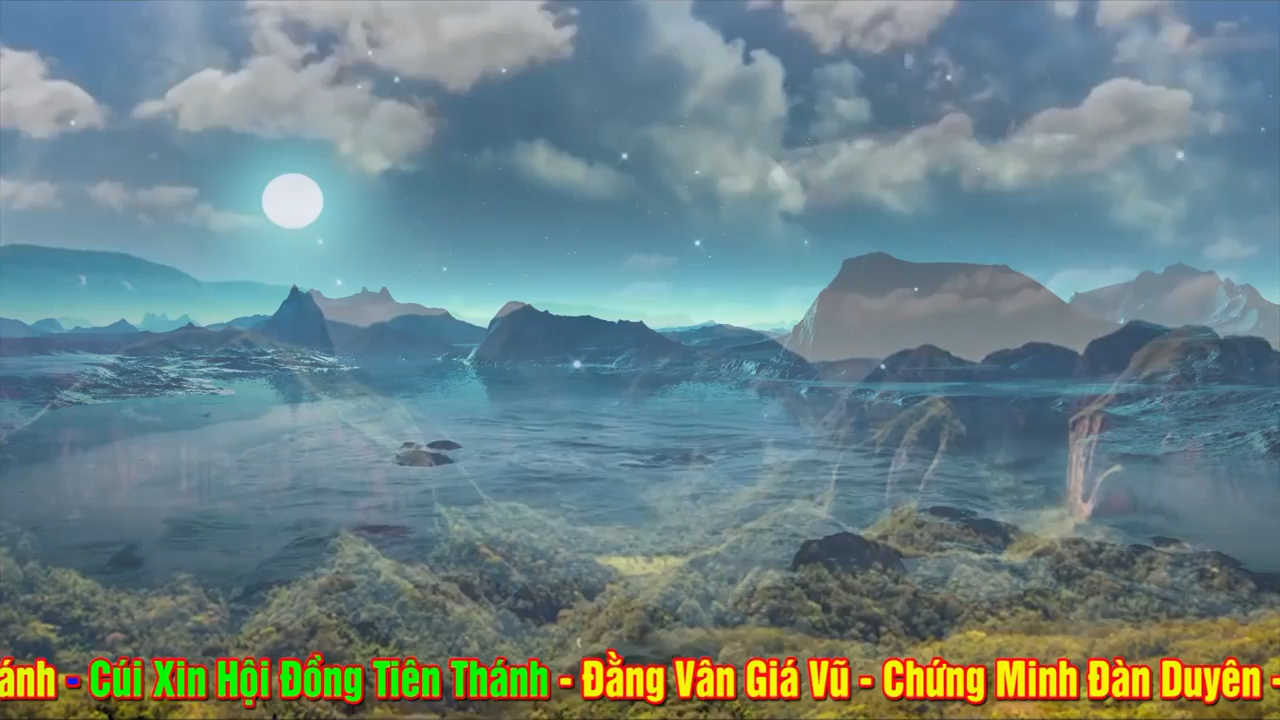 ánh - Cúi Xin Hội Đồng Tiên Thánh - Đằng Vân Giá Vũ - Chứng Minh Đàn Duyên -